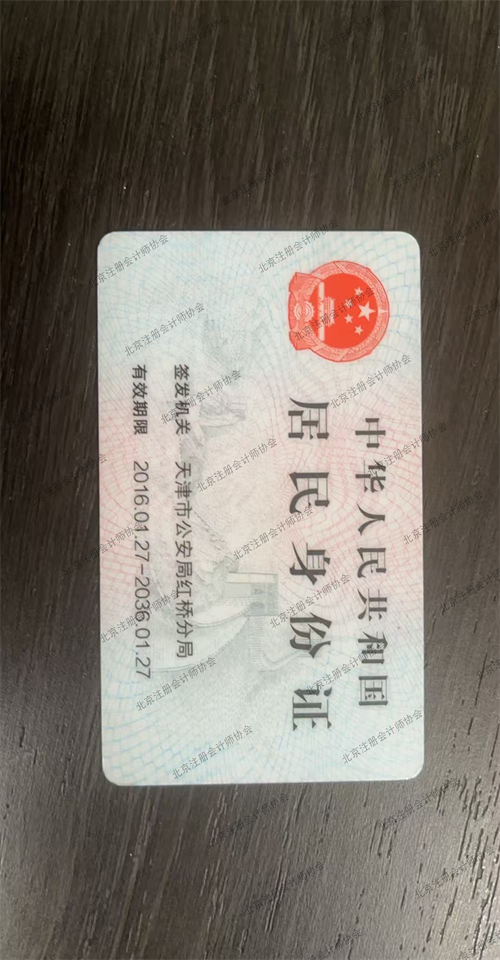 中华人民共和国
居民身份证
签发机关 天津市公安局红桥分局
有效期限 2016.01.27-2036.01.27
北京注册会计师协会